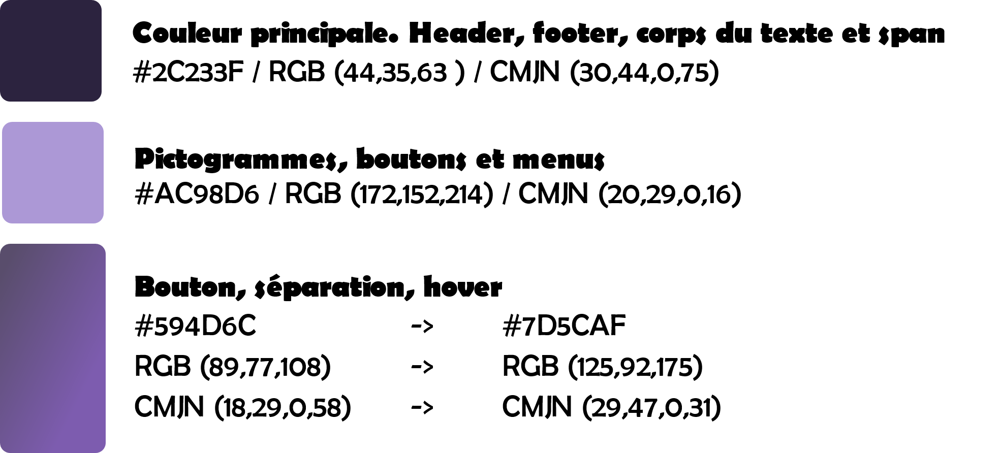 Couleur principale. Header, footer, corps du texte et span
#2C233F / RGB (44,35,63 ) / CMJN (30,44,0,75)
Pictogrammes, boutons et menus
#AC98D6 / RGB (172,152,214) / CMJN (20,29,0,16)
Bouton, séparation, hover
#594D6C -> #7D5CAF
RGB (89,77,108) -> RGB (125,92,175)
CMJN (18,29,0,58) -> CMJN (29,47,0,31)